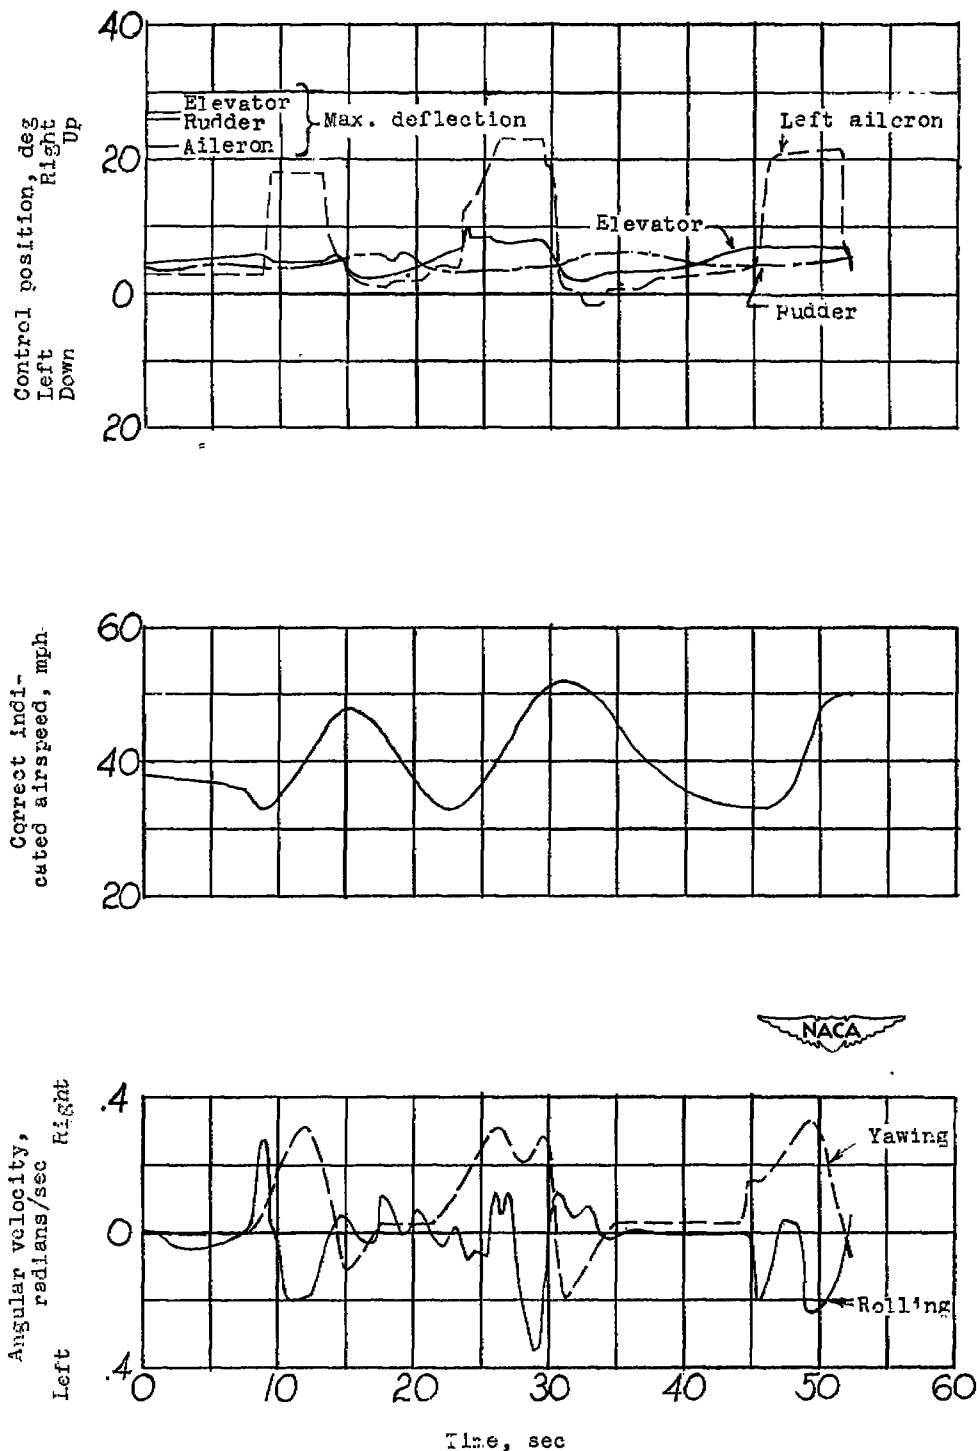 40
Elevator
Rudder
Aileron
Max. deflection
Left aileron
20
Elevator
0
Rudder
20
Control position, deg
Left Right
Down Up
60
40
20
Correct indi-
cated airspeed, mph
NACA
.4
Yawing
0
Rolling
.4
Angular velocity,
radians/sec
Left Right
0 10 20 30 40 50 60
Time, sec